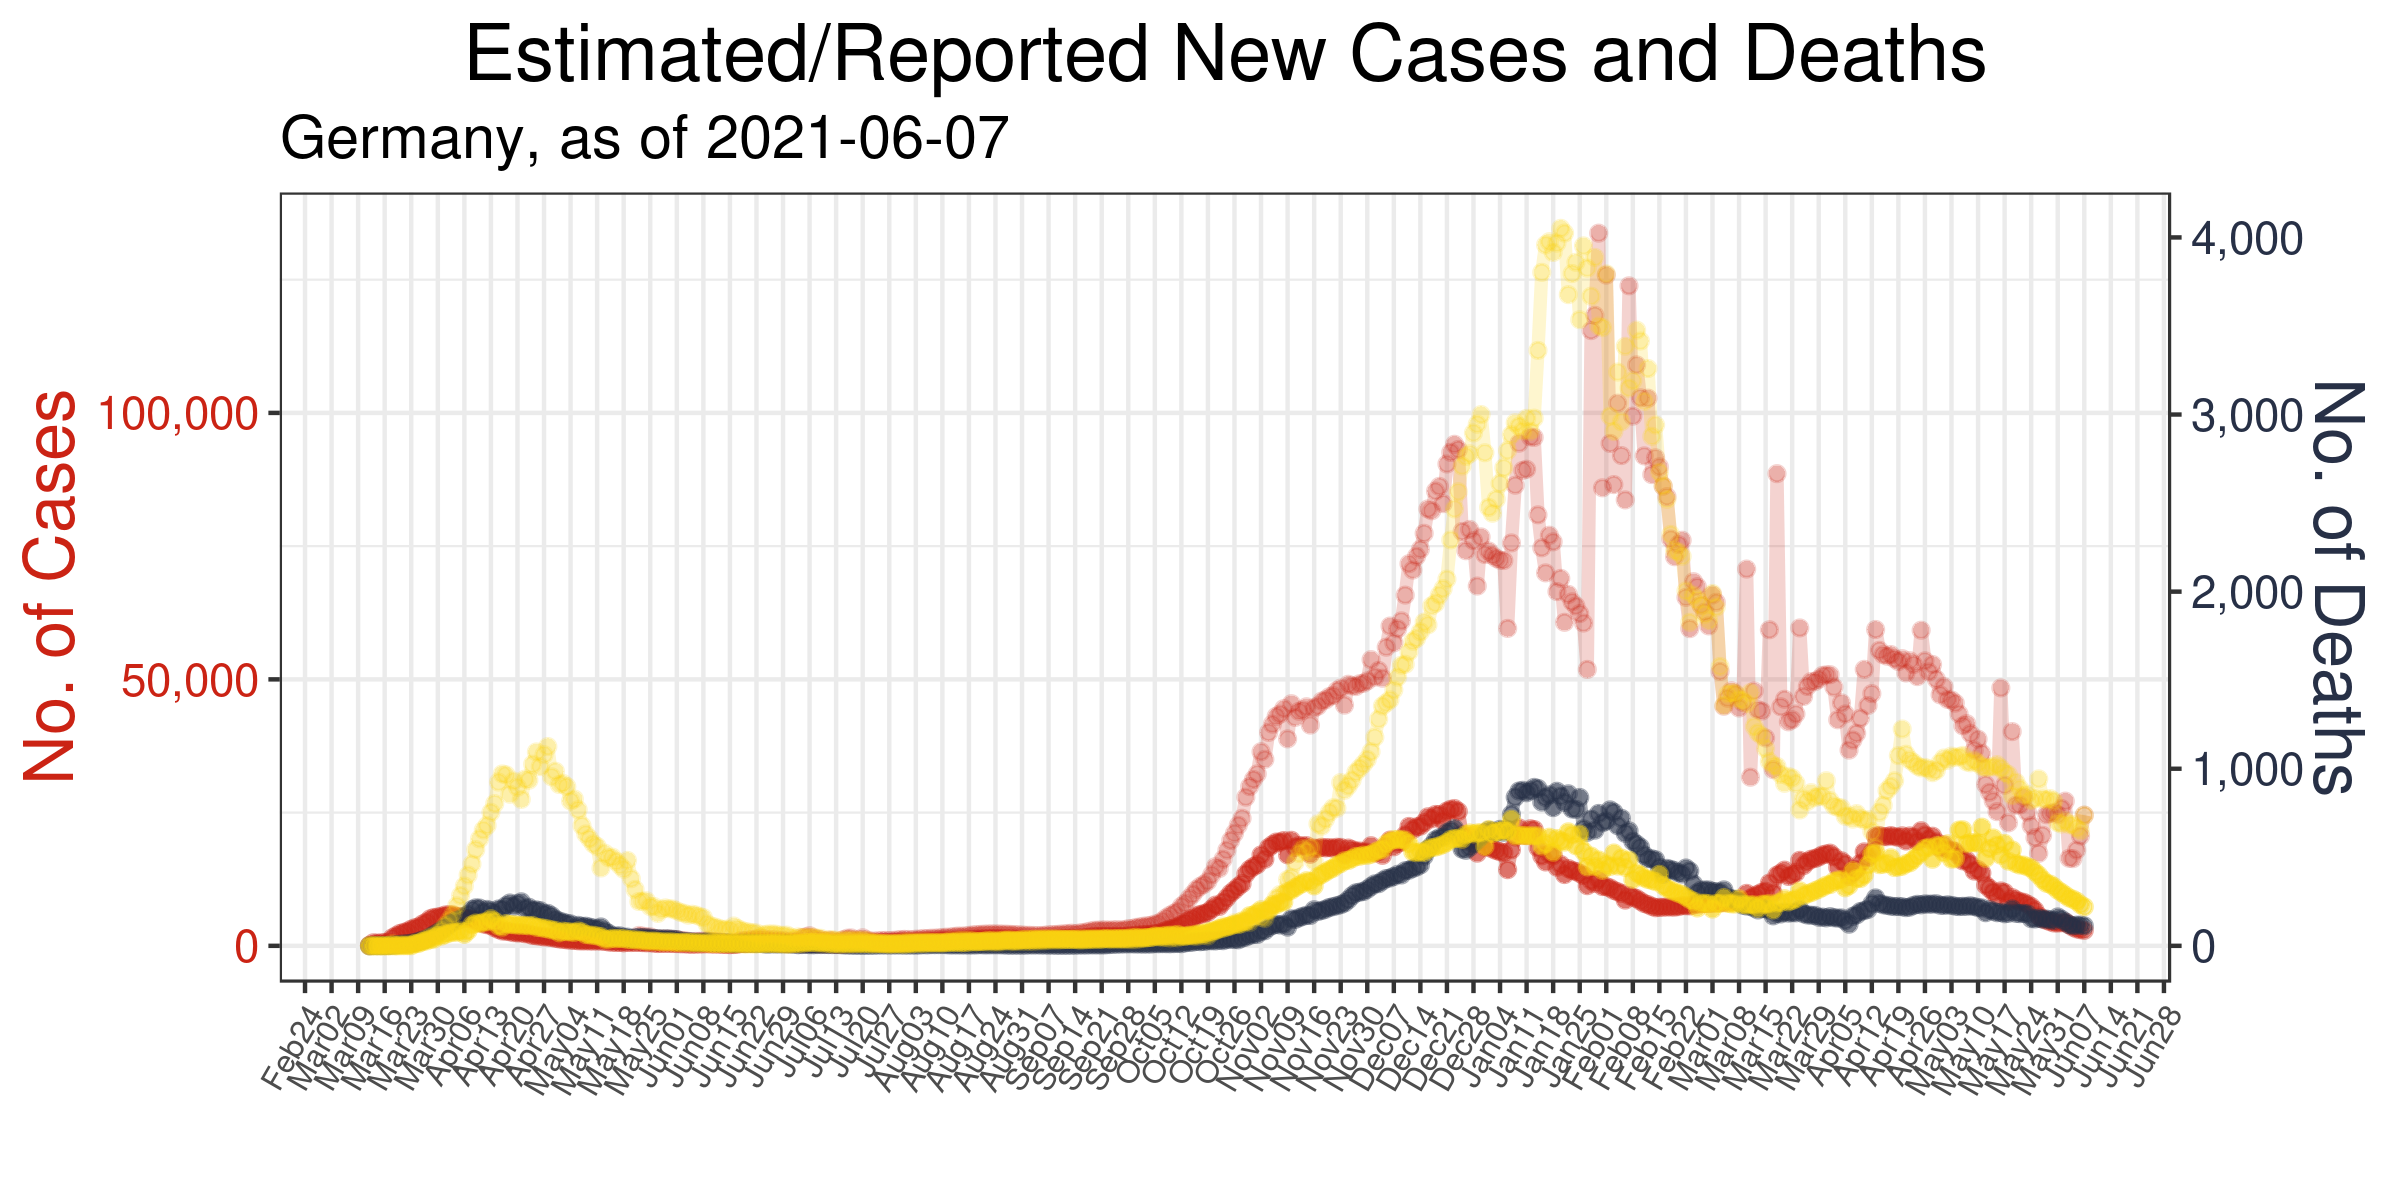 Estimated/Reported New Cases and Deaths
Germany, as of 2021-06-07
No. of Cases
100,000
50,000
0
4,000
3,000
2,000
1,000
0
No. of Deaths
Feb24
Mar02
Mar09
Mar16
Mar23
Mar30
Apr06
Apr13
Apr20
Apr27
May04
May11
May18
May25
Jun01
Jun08
Jun15
Jun22
Jun29
Jul06
Jul13
Jul20
Jul27
Aug03
Aug10
Aug17
Aug24
Aug31
Sep07
Sep14
Sep21
Sep28
Oct05
Oct12
Oct19
Oct26
Nov02
Nov09
Nov16
Nov23
Nov30
Dec07
Dec14
Dec21
Dec28
Jan04
Jan11
Jan18
Jan25
Feb01
Feb08
Feb15
Feb22
Mar01
Mar08
Mar15
Mar22
Mar29
Apr05
Apr12
Apr19
Apr26
May03
May10
May17
May24
May31
Jun07
Jun14
Jun21
Jun28